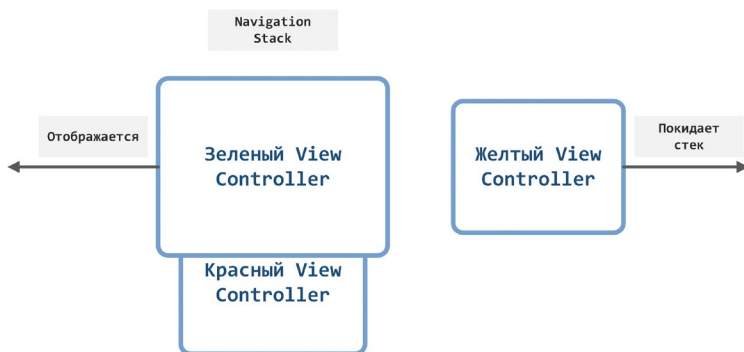 Navigation
Stack
Отображается
Зеленый View
Controller
Желтый View
Controller
Покидает
стек
Красный View
Controller